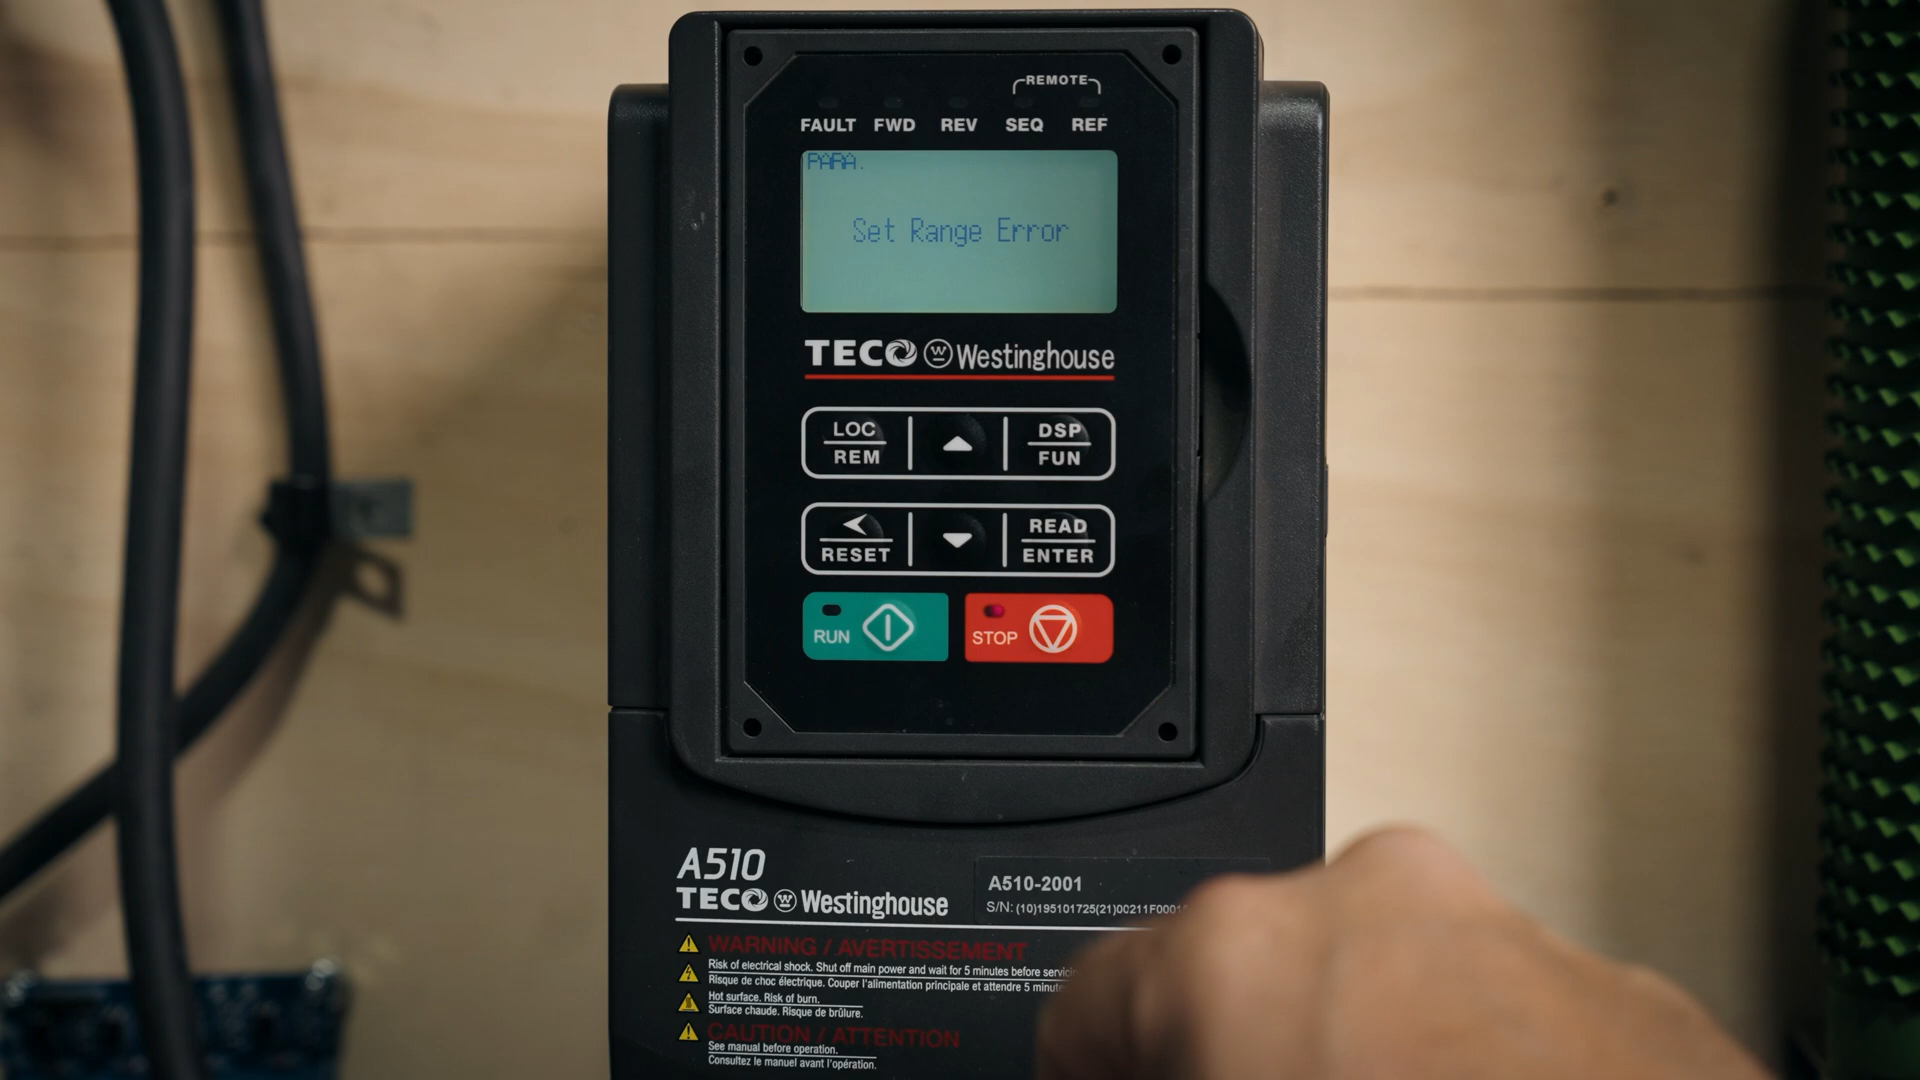 REMOTE
FAULT FWD REV SEQ REF
PARA.
Set Range Error
TECO W Westinghouse
LOC
REM
DSP
FUN
RESET
READ
ENTER
RUN
STOP
A510
TECO W Westinghouse
A510-2001
S/N: (10)195101725(21)00211F000
WARNING / AVERTISSEMENT
Risk of electrical shock. Shut off main power and wait for 5 minutes before
Risque de choc électrique. Couper l'alimentation principale et attendre 5
Hot surface. Risk of burn.
Surface chaude. Risque de brûlure.
CAUTION / ATTENTION
See manual before operation.
Consultez le manuel avant l'opération.